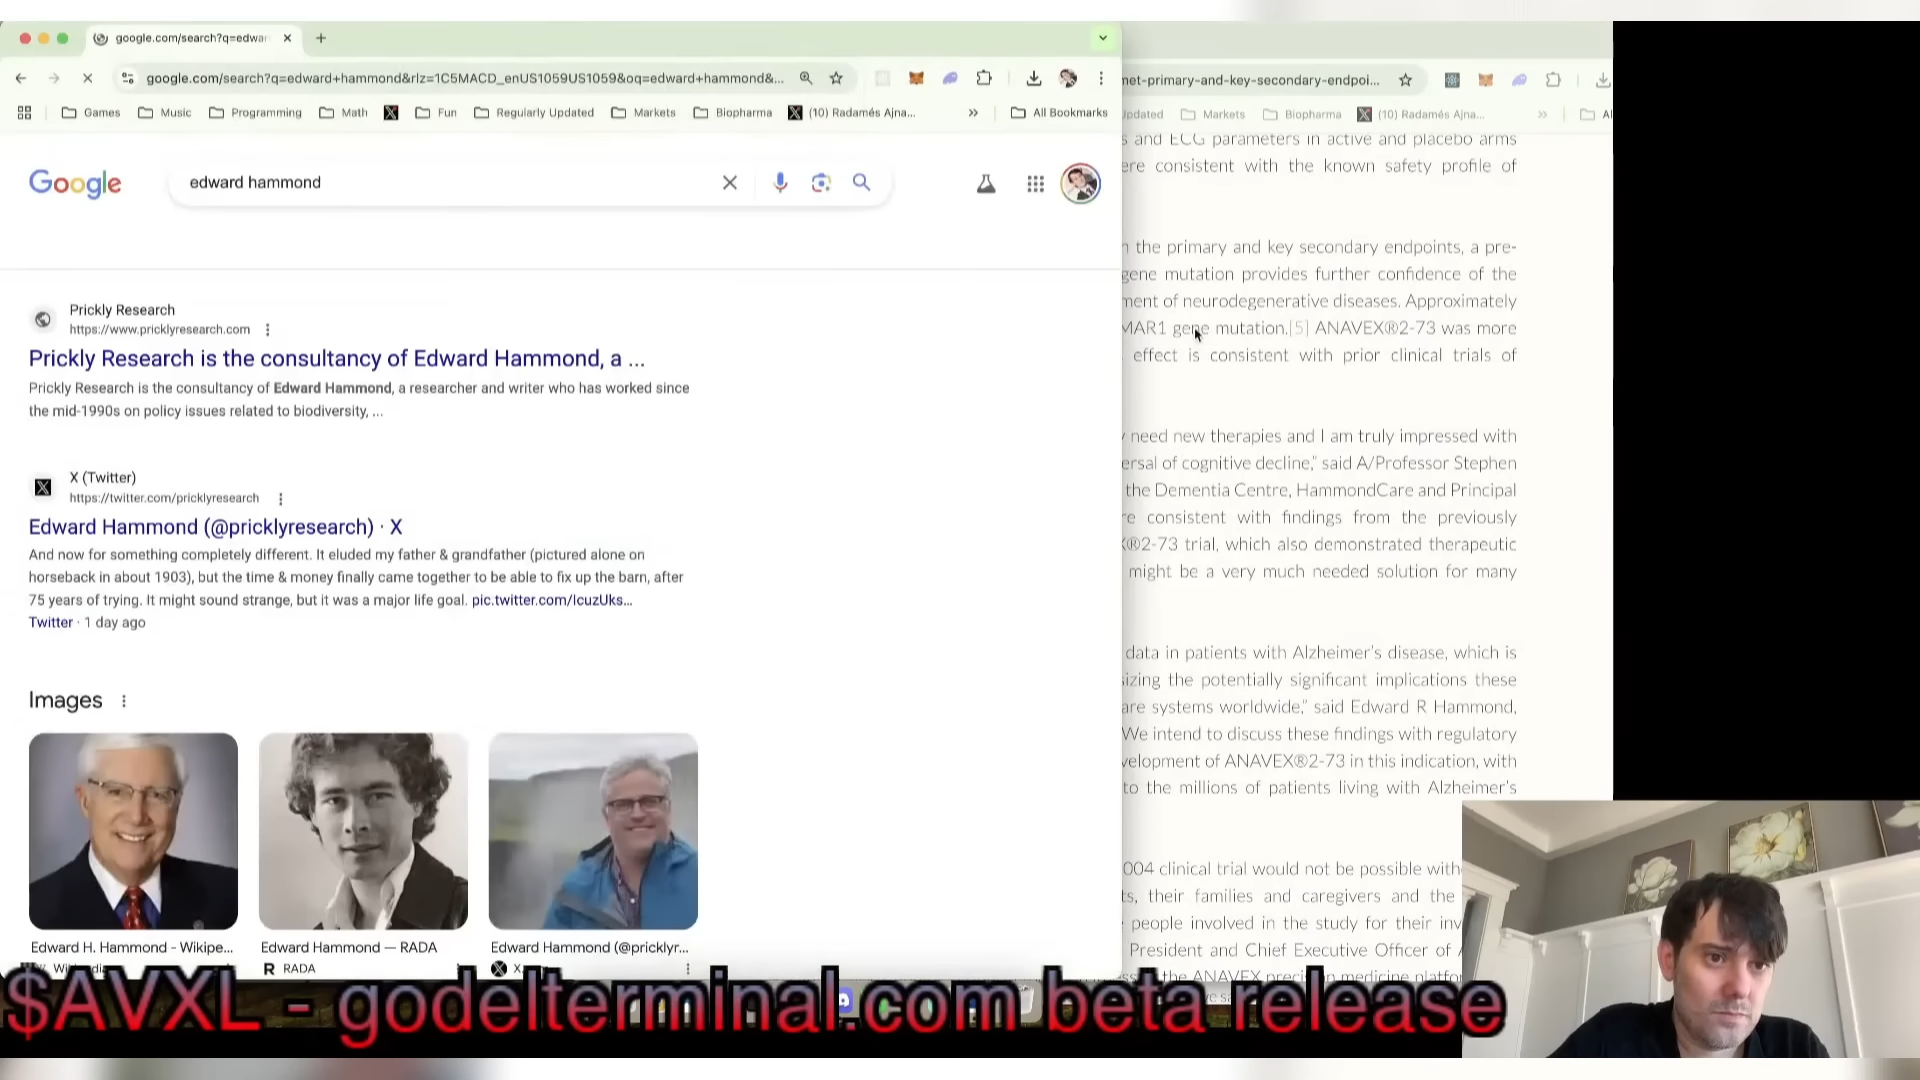 google.com/search?q=edwar
google.com/search?q=edward+hammond&rlz=1C5MACD_enUS1059US1059&oq=edward+hammond&...
Games
Music
Programming
Math
Fun
Regularly Updated
Markets
Biopharma
(10) Radamés Ajna...
»
All Bookmarks
Google
edward hammond
Prickly Research
https://www.pricklyresearch.com
Prickly Research is the consultancy of Edward Hammond, a ...
Prickly Research is the consultancy of Edward Hammond, a researcher and writer who has worked since
the mid-1990s on policy issues related to biodiversity, ...
X (Twitter)
https://twitter.com/pricklyresearch
Edward Hammond (@pricklyresearch) · X
And now for something completely different. It eluded my father & grandfather (pictured alone on
horseback in about 1903), but the time & money finally came together to be able to fix up the barn, after
75 years of trying. It might sound strange, but it was a major life goal. pic.twitter.com/IcuzUks...
Twitter · 1 day ago
Images
Edward H. Hammond - Wikipe...
Edward Hammond — RADA
R RADA
Edward Hammond (@pricklyr...
X
met-primary-and-key-secondary-endpoi...
Updated
Markets
Biopharma
(10) Radamés Ajna...
»
and ECG parameters in active and placebo arms
ere consistent with the known safety profile of
the primary and key secondary endpoints, a pre-
gene mutation provides further confidence of the
ment of neurodegenerative diseases. Approximately
MAR1 gene mutation.[5] ANAVEX®2-73 was more
effect is consistent with prior clinical trials of
need new therapies and I am truly impressed with
ersal of cognitive decline,” said A/Professor Stephen
the Dementia Centre, HammondCare and Principal
re consistent with findings from the previously
X®2-73 trial, which also demonstrated therapeutic
might be a very much needed solution for many
data in patients with Alzheimer’s disease, which is
izing the potentially significant implications these
are systems worldwide,” said Edward R Hammond,
We intend to discuss these findings with regulatory
velopment of ANAVEX®2-73 in this indication, with
to the millions of patients living with Alzheimer’s
004 clinical trial would not be possible with
ts, their families and caregivers and the
people involved in the study for their inv
President and Chief Executive Officer of
the ANAVEX precision medicine platfor
$AVXL - godelterminal.com beta release